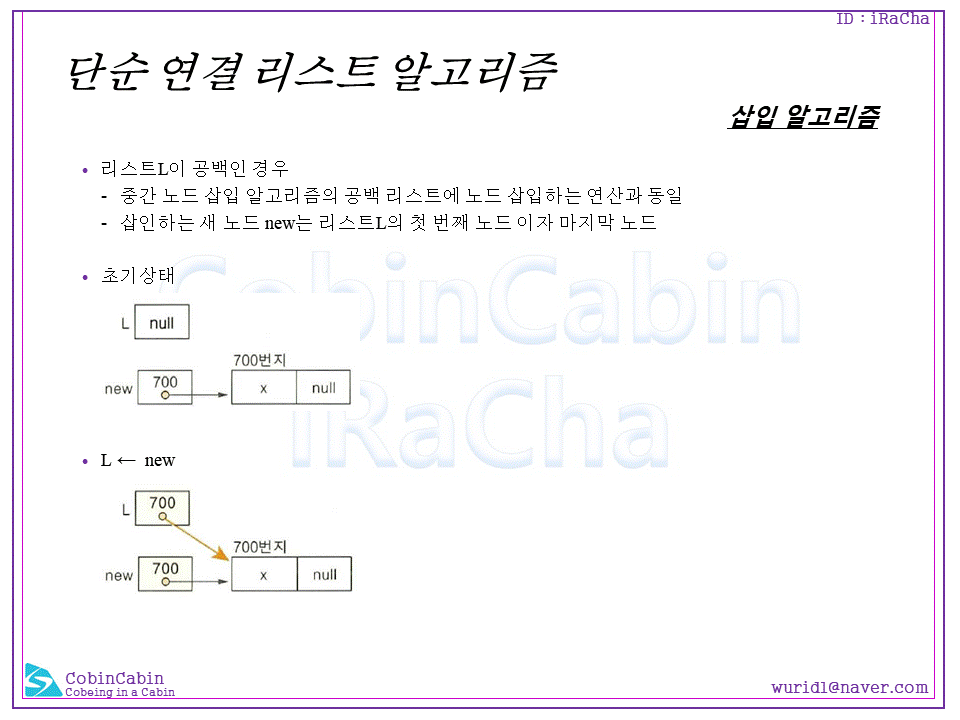 ID : iRaCha
단순 연결 리스트 알고리즘
삽입 알고리즘
• 리스트L이 공백인 경우
- 중간 노드 삽입 알고리즘의 공백 리스트에 노드 삽입하는 연산과 동일
- 삽인하는 새 노드 new는 리스트L의 첫 번째 노드 이자 마지막 노드
• 초기상태
CobinCabin
iRaCha
L null
700번지
new 700 x null
• L ← new
L 700
700번지
new 700 x null
CobinCabin
Cobeing in a Cabin
wurid1@naver.com